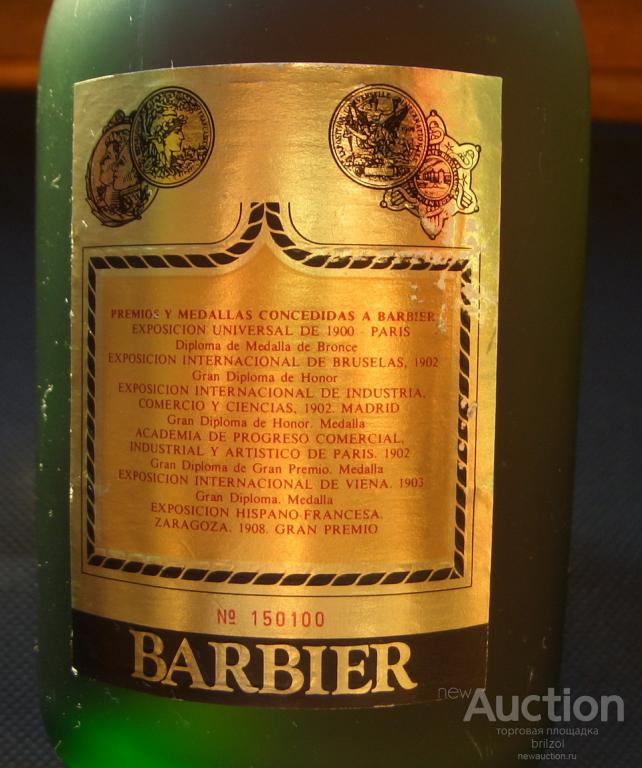 PREMIOS Y MEDALLAS CONCEDIDAS A BARBIER
EXPOSICION UNIVERSAL DE 1900 - PARIS
Diploma de Medalla de Bronce
EXPOSICION INTERNACIONAL DE BRUSELAS, 1902
Gran Diploma de Honor
EXPOSICION INTERNACIONAL DE INDUSTRIA,
COMERCIO Y CIENCIAS, 1902. MADRID
Gran Diploma de Honor. Medalla
ACADEMIA DE PROGRESO COMERCIAL,
INDUSTRIAL Y ARTISTICO DE PARIS. 1902
Gran Diploma de Gran Premio. Medalla
EXPOSICION INTERNACIONAL DE VIENA. 1903
Gran Diploma. Medalla
EXPOSICION HISPANO-FRANCESA.
ZARAGOZA. 1908. GRAN PREMIO
Nº 150100
BARBIER
newAuction
торговая площадка
brilzol
newauction.ru